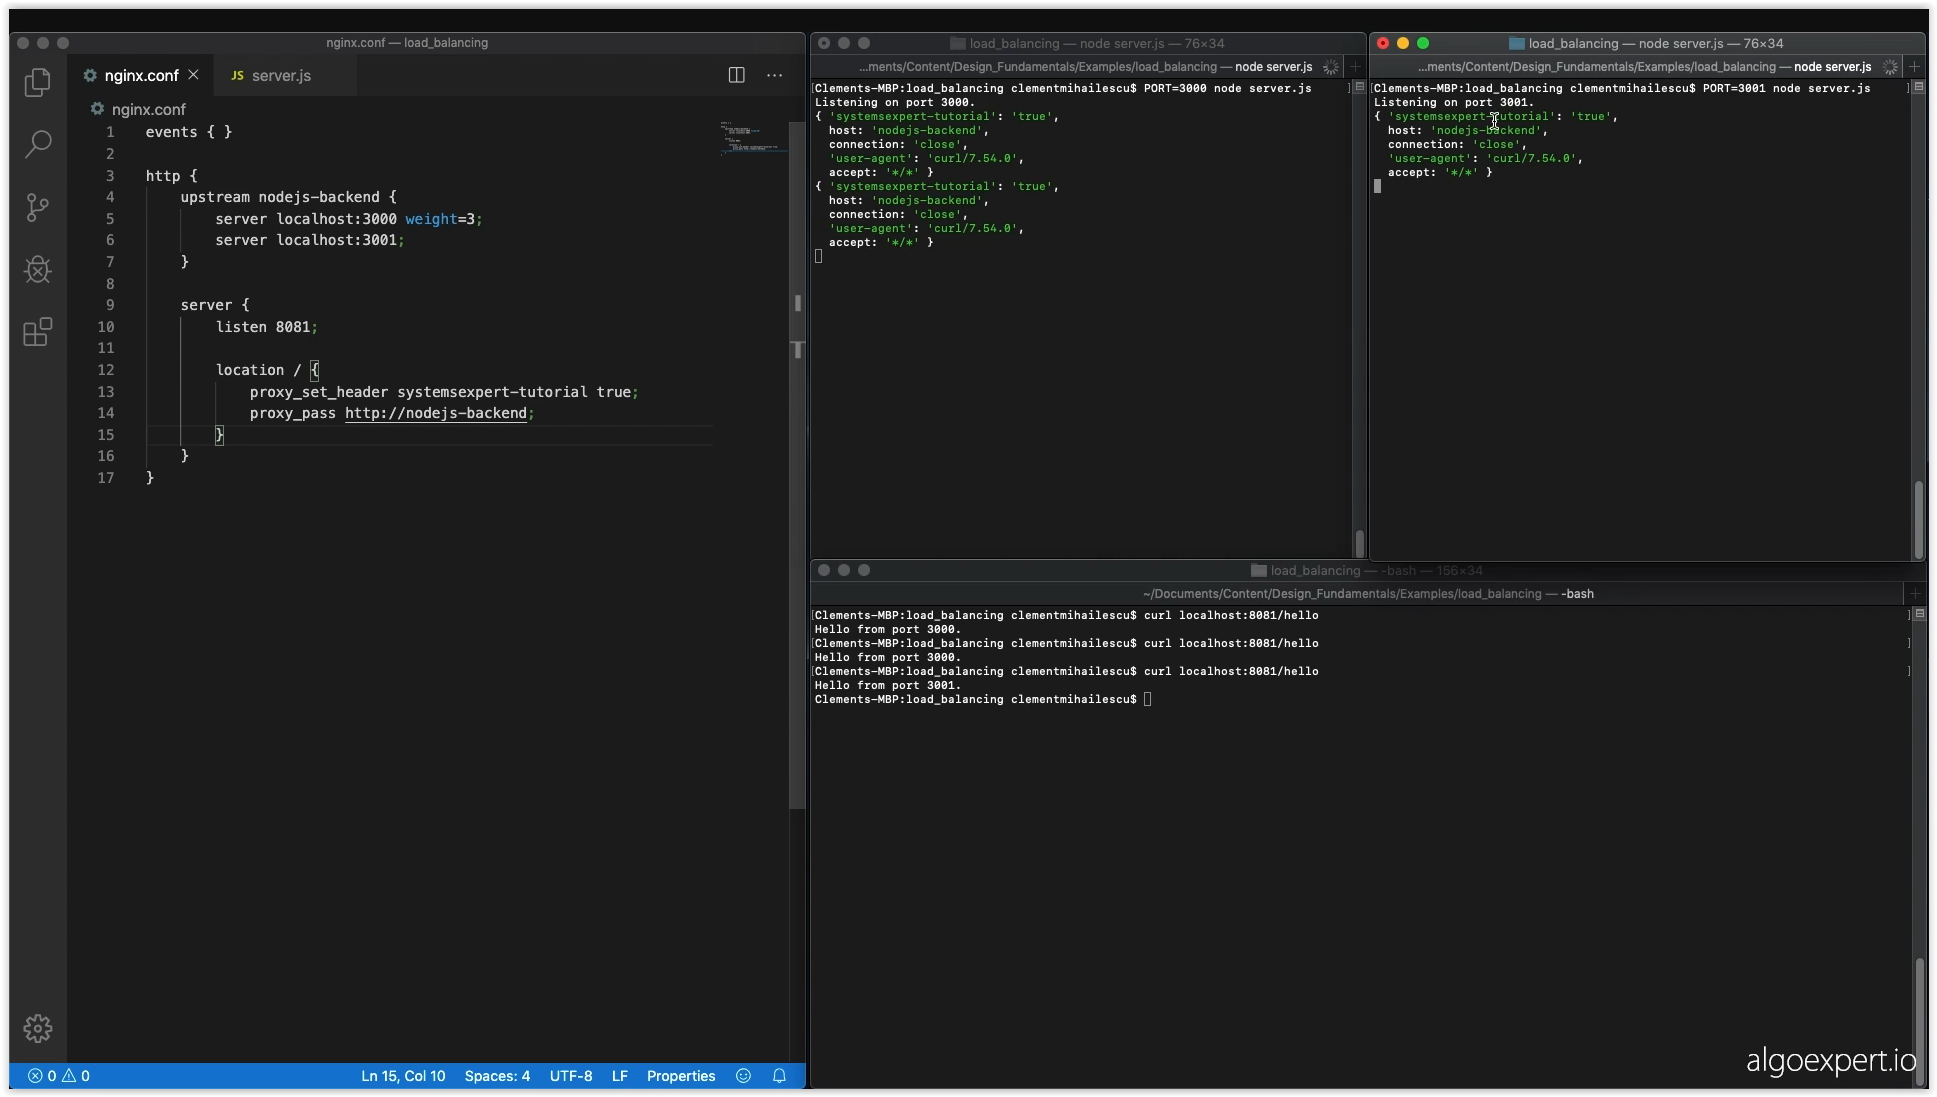 nginx.conf — load_balancing
nginx.conf
JS server.js
nginx.conf
1 events { }
2
3 http {
4 upstream nodejs-backend {
5 server localhost:3000 weight=3;
6 server localhost:3001;
7 }
8
9 server {
10 listen 8081;
11
12 location / {
13 proxy_set_header systemsexpert-tutorial true;
14 proxy_pass http://nodejs-backend;
15 }
16 }
17 }
0 0
Ln 15, Col 10 Spaces: 4 UTF-8 LF Properties
load_balancing — node server.js — 76×34
...ments/Content/Design_Fundamentals/Examples/load_balancing — node server.js
[Clements-MBP:load_balancing clementmihailescu$ PORT=3000 node server.js ]
Listening on port 3000.
{ 'systemsexpert-tutorial': 'true',
host: 'nodejs-backend',
connection: 'close',
'user-agent': 'curl/7.54.0',
accept: '*/*' }
{ 'systemsexpert-tutorial': 'true',
host: 'nodejs-backend',
connection: 'close',
'user-agent': 'curl/7.54.0',
accept: '*/*' }
load_balancing — node server.js — 76×34
...ments/Content/Design_Fundamentals/Examples/load_balancing — node server.js
[Clements-MBP:load_balancing clementmihailescu$ PORT=3001 node server.js ]
Listening on port 3001.
{ 'systemsexpert-tutorial': 'true',
host: 'nodejs-backend',
connection: 'close',
'user-agent': 'curl/7.54.0',
accept: '*/*' }
load_balancing — -bash — 156×34
~/Documents/Content/Design_Fundamentals/Examples/load_balancing — -bash
[Clements-MBP:load_balancing clementmihailescu$ curl localhost:8081/hello ]
Hello from port 3000.
[Clements-MBP:load_balancing clementmihailescu$ curl localhost:8081/hello ]
Hello from port 3000.
[Clements-MBP:load_balancing clementmihailescu$ curl localhost:8081/hello ]
Hello from port 3001.
Clements-MBP:load_balancing clementmihailescu$
algoexpert.io